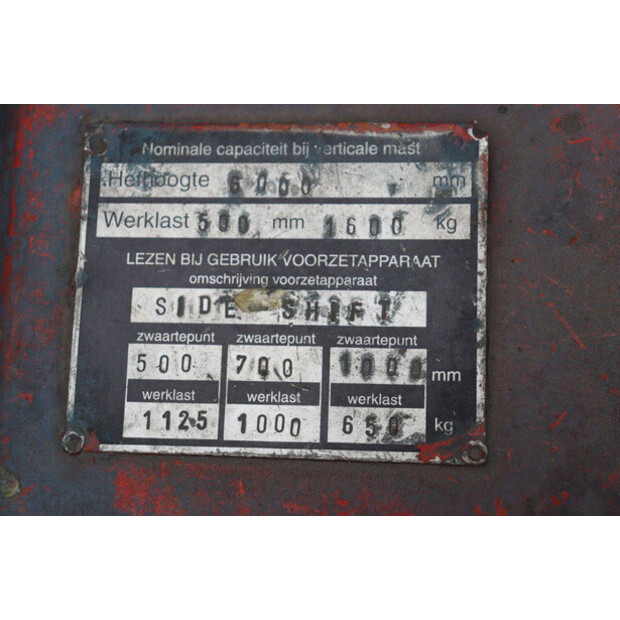 Nominale capaciteit bij verticale mast
Hefhoogte 6000 mm
Werklast 500 mm 1600 kg
LEZEN BIJ GEBRUIK VOORZETAPPARAAT
omschrijving voorzetapparaat
SIDE SHIFT
zwaartepunt zwaartepunt zwaartepunt
500 700 1000 mm
werklast werklast werklast
1125 1000 650 kg